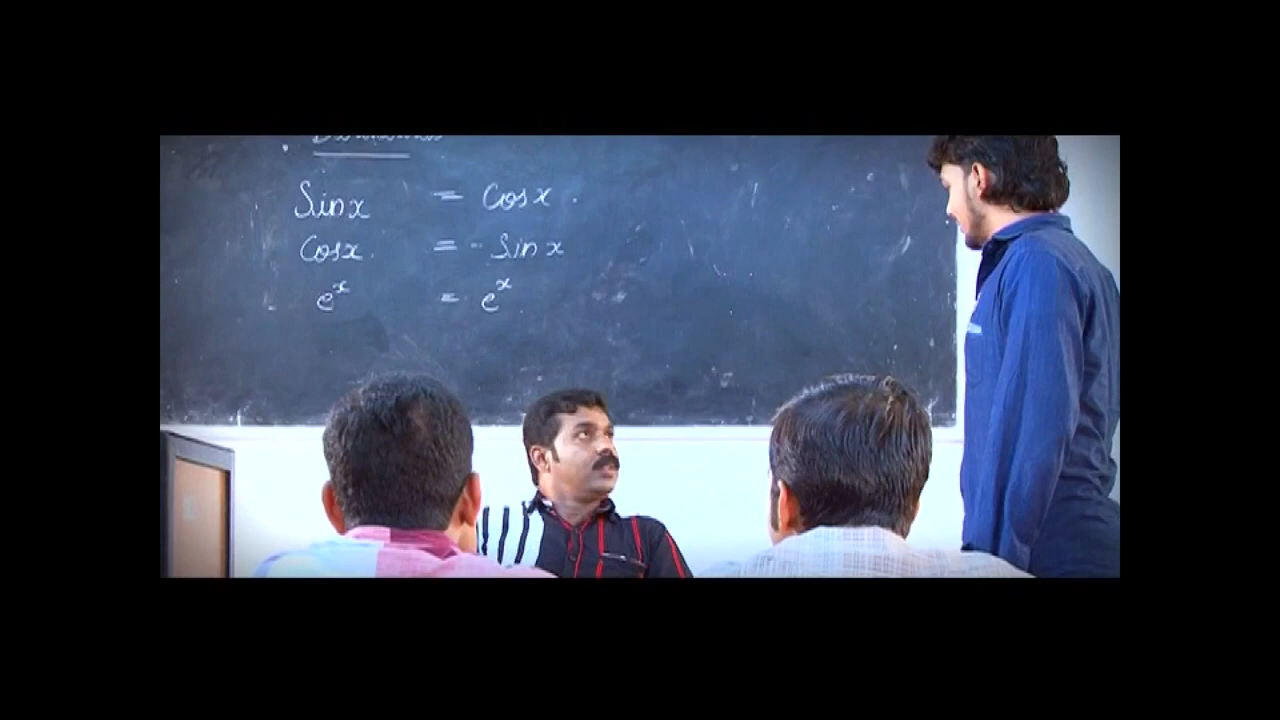 Sinx = Cosx.
Cosx. = - Sinx
e^x = e^x